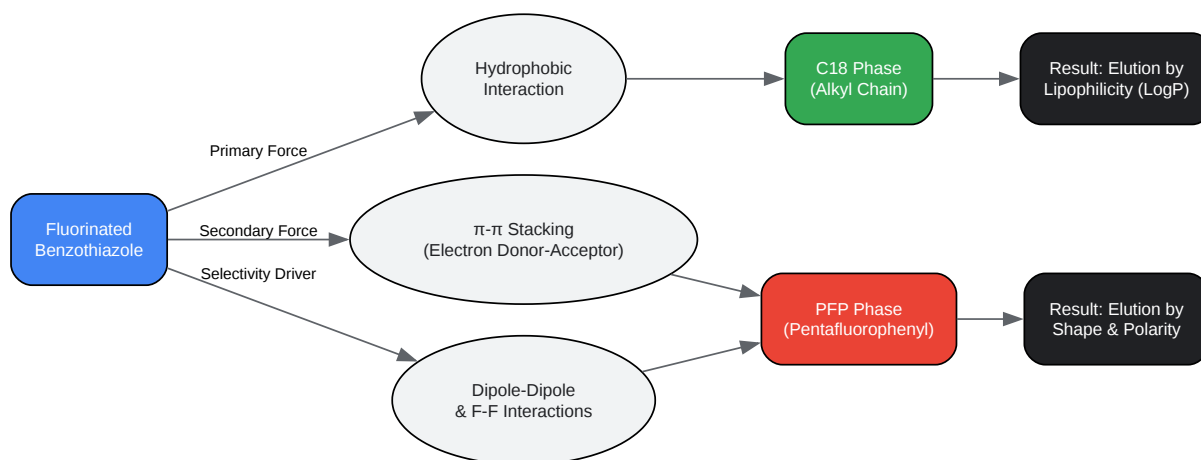 Hydrophobic
Interaction
C18 Phase
(Alkyl Chain)
Result: Elution by
Lipophilicity (LogP)
Primary Force
Fluorinated
Benzothiazole
Secondary Force
π-π Stacking
(Electron Donor-Acceptor)
Selectivity Driver
PFP Phase
(Pentafluorophenyl)
Result: Elution by
Shape & Polarity
Dipole-Dipole
& F-F Interactions